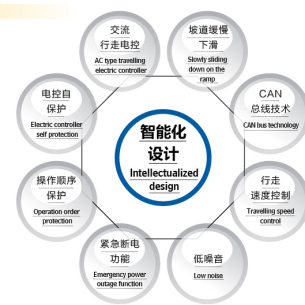 交流
行走电控
AC type travelling
electric controller
坡道缓慢
下滑
Slowly sliding
down on the
ramp
电控自
保护
Electric controller
self protection
CAN
总线技术
CAN bus technology
智能化
设计
Intellectualized
design
操作顺序
保护
Operation order
protection
行走
速度控制
Travelling speed
control
紧急断电
功能
Emergency power
outage function
低噪音
Low noise